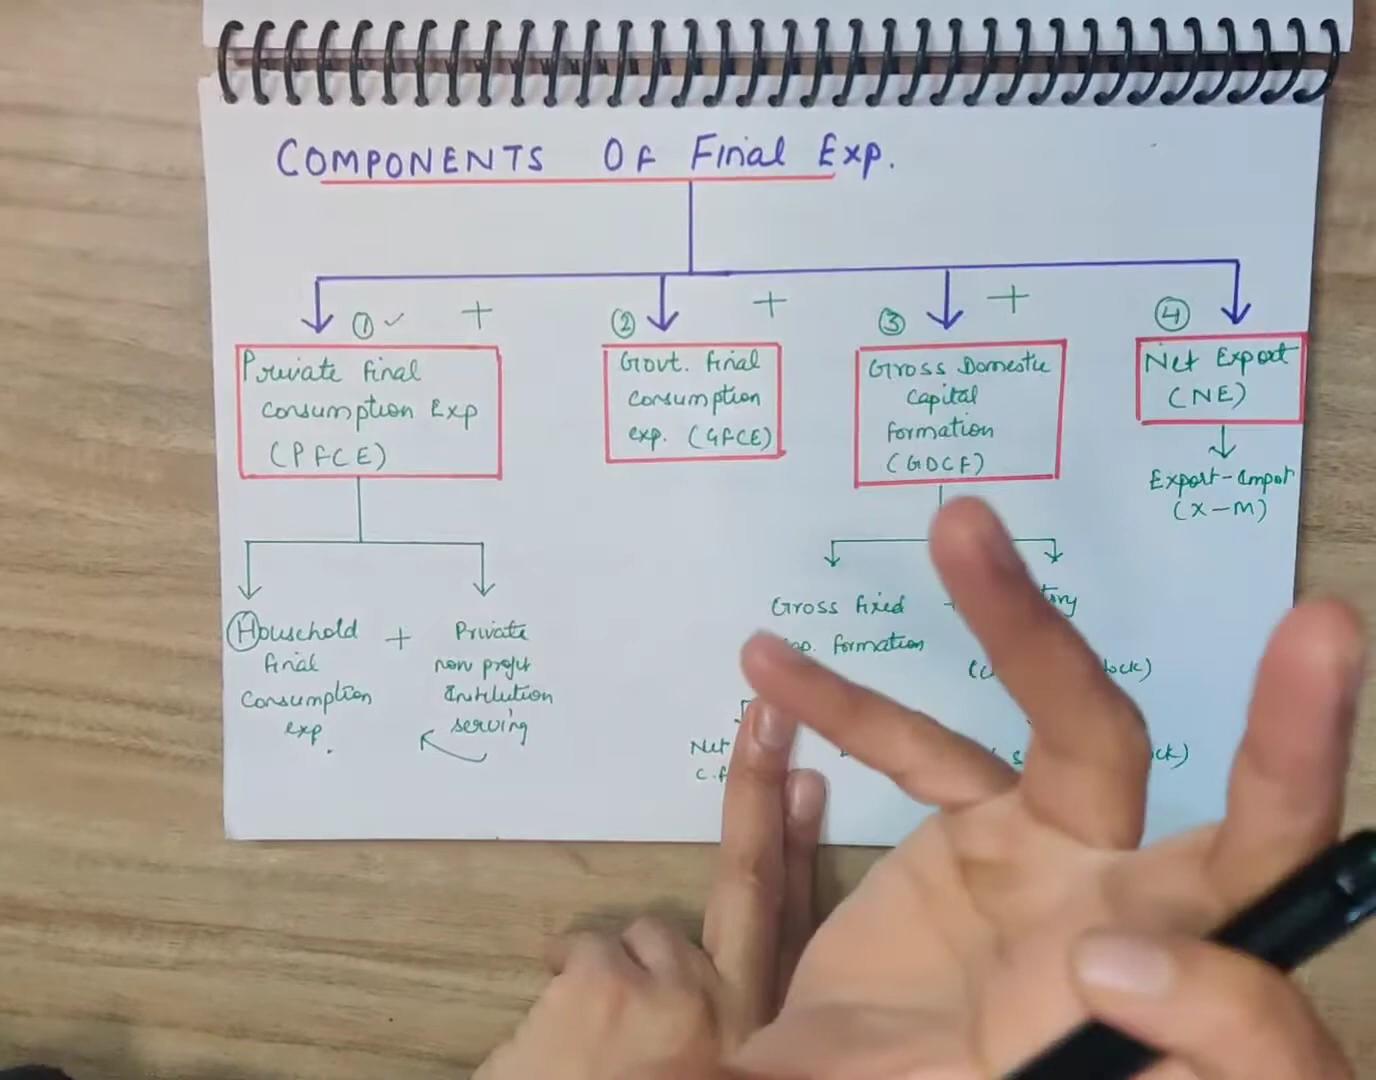 COMPONENTS OF Final Exp.
① ✓ +
② +
③ +
④
Private final
consumption Exp
(PFCE)
Govt. final
consumption
exp. (GFCE)
Gross Domestic
Capital
formation
(GDCF)
Net Export
(NE)
Export-Impot
(X-M)
Household
final
consumption
exp.
+
Private
non profit
Institution
serving
Gross fixed
formation
Net